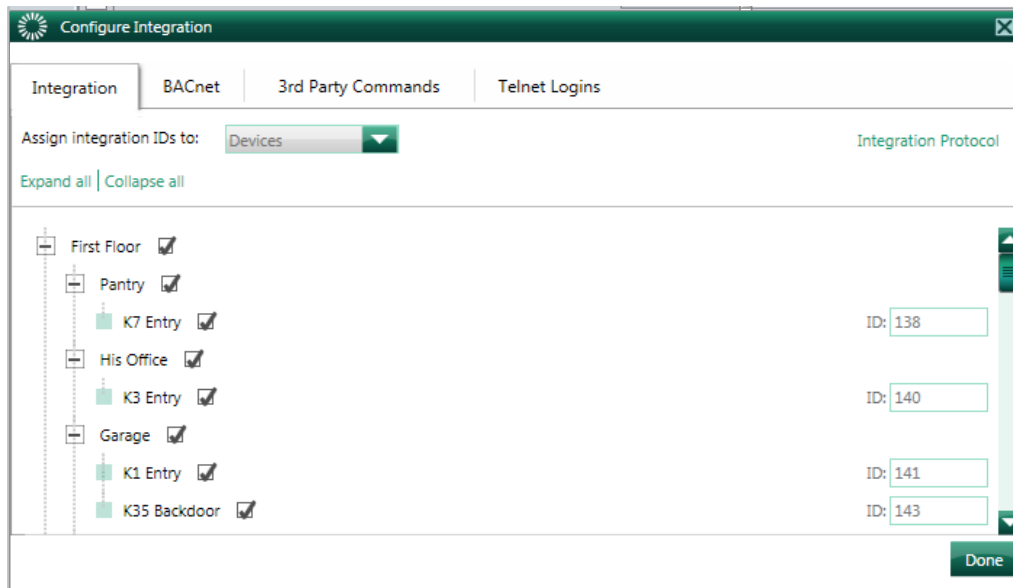 Configure Integration
Integration BACnet 3rd Party Commands Telnet Logins
Assign integration IDs to: Devices Integration Protocol
Expand all | Collapse all
First Floor
Pantry
K7 Entry ID: 138
His Office
K3 Entry ID: 140
Garage
K1 Entry ID: 141
K35 Backdoor ID: 143
Done